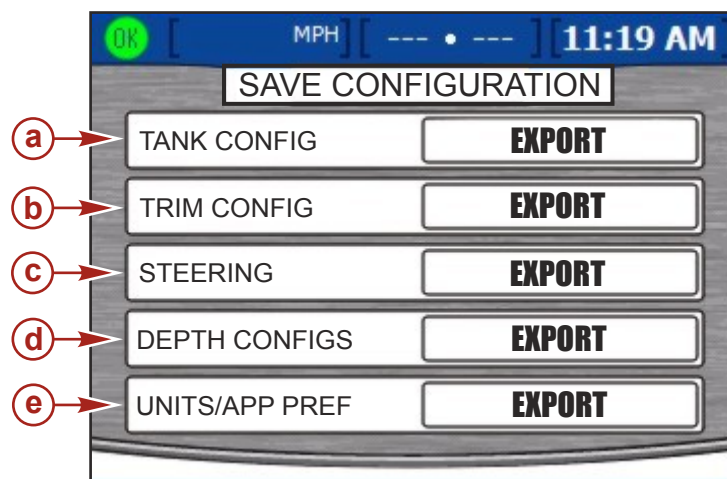 OK [ MPH ] [ --- • --- ] [ 11:19 AM ]
SAVE CONFIGURATION
a TANK CONFIG EXPORT
b TRIM CONFIG EXPORT
c STEERING EXPORT
d DEPTH CONFIGS EXPORT
e UNITS/APP PREF EXPORT